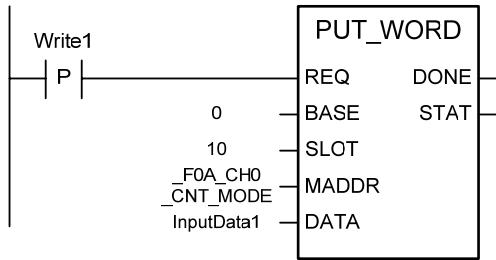 Write1
PUT_WORD
P
REQ DONE
0 BASE STAT
10 SLOT
_F0A_CH0
_CNT_MODE MADDR
InputData1 DATA